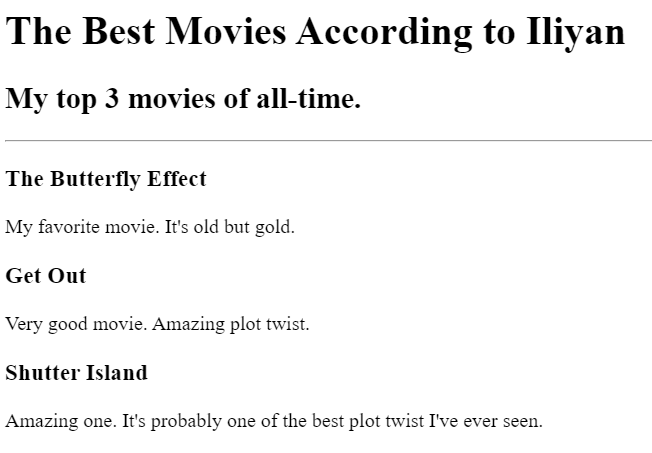 The Best Movies According to Iliyan
My top 3 movies of all-time.
The Butterfly Effect
My favorite movie. It's old but gold.
Get Out
Very good movie. Amazing plot twist.
Shutter Island
Amazing one. It's probably one of the best plot twist I've ever seen.